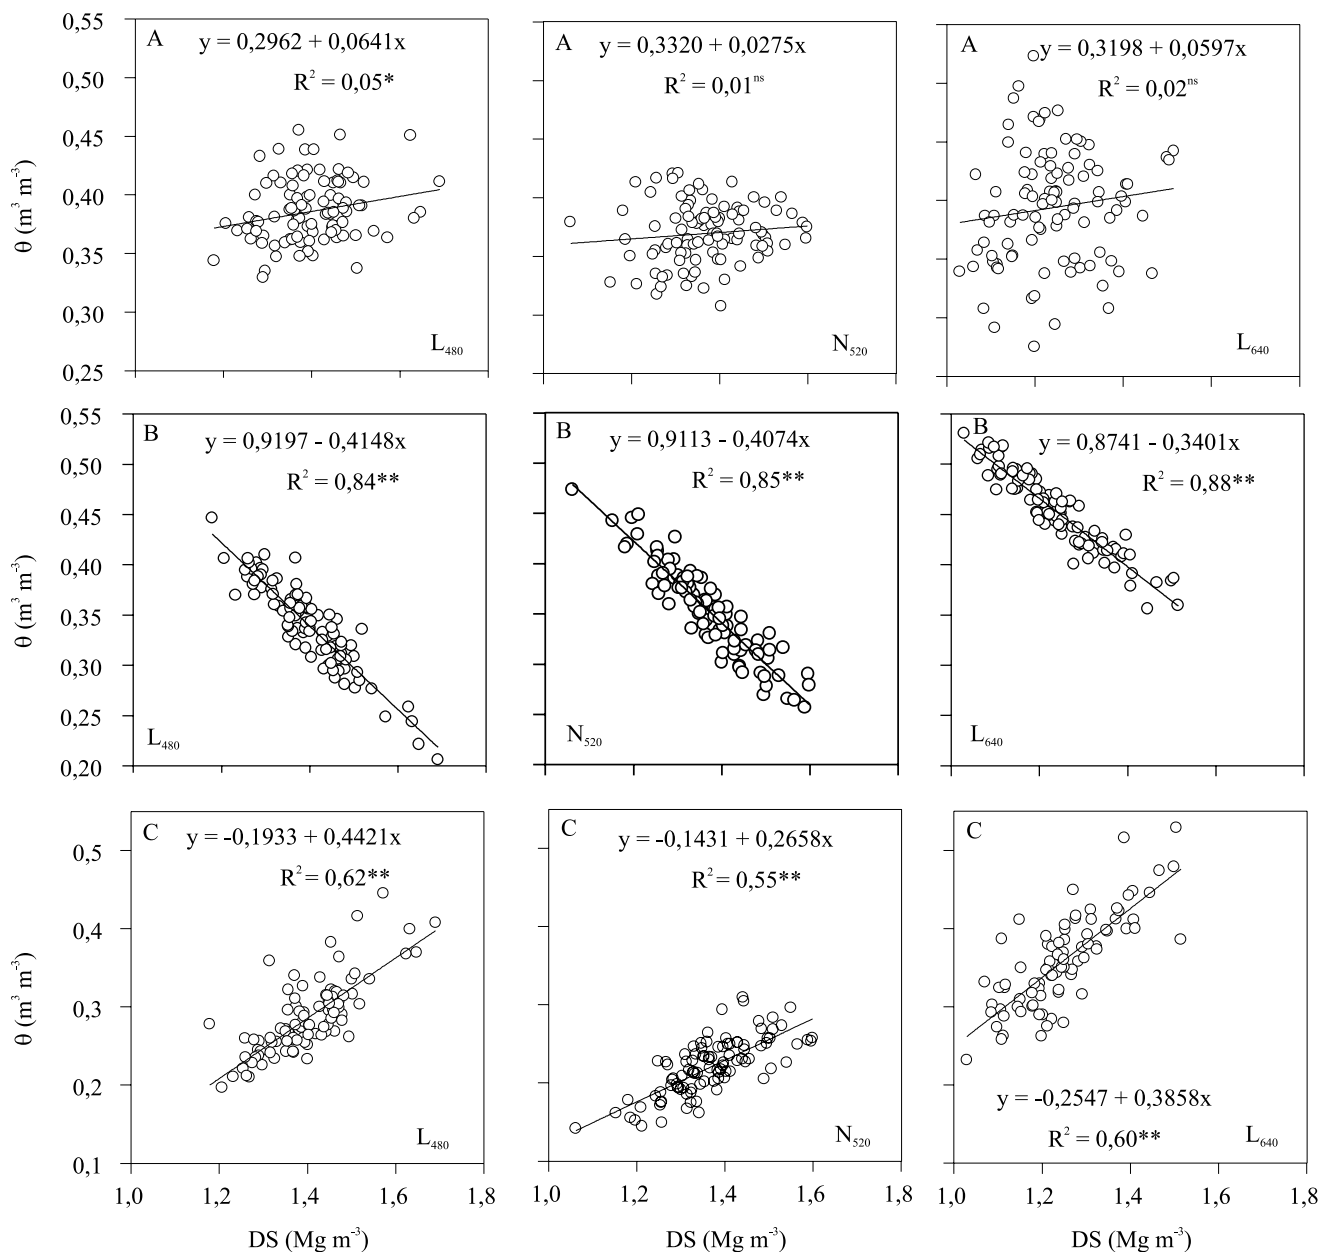 A y = 0,2962 + 0,0641x
R² = 0,05*
L₄₈₀
A y = 0,3320 + 0,0275x
R² = 0,01ⁿˢ
N₅₂₀
A y = 0,3198 + 0,0597x
R² = 0,02ⁿˢ
L₆₄₀
0,55
0,50
0,45
0,40
0,35
0,30
0,25
θ (m³ m⁻³)
B y = 0,9197 - 0,4148x
R² = 0,84**
L₄₈₀
B y = 0,9113 - 0,4074x
R² = 0,85**
N₅₂₀
B y = 0,8741 - 0,3401x
R² = 0,88**
L₆₄₀
0,55
0,50
0,45
0,40
0,35
0,30
0,25
0,20
θ (m³ m⁻³)
C y = -0,1933 + 0,4421x
R² = 0,62**
L₄₈₀
C y = -0,1431 + 0,2658x
R² = 0,55**
N₅₂₀
C
y = -0,2547 + 0,3858x
R² = 0,60**
L₆₄₀
0,5
0,4
0,3
0,2
0,1
θ (m³ m⁻³)
1,0 1,2 1,4 1,6 1,8
1,0 1,2 1,4 1,6 1,8
1,0 1,2 1,4 1,6 1,8
DS (Mg m⁻³)
DS (Mg m⁻³)
DS (Mg m⁻³)